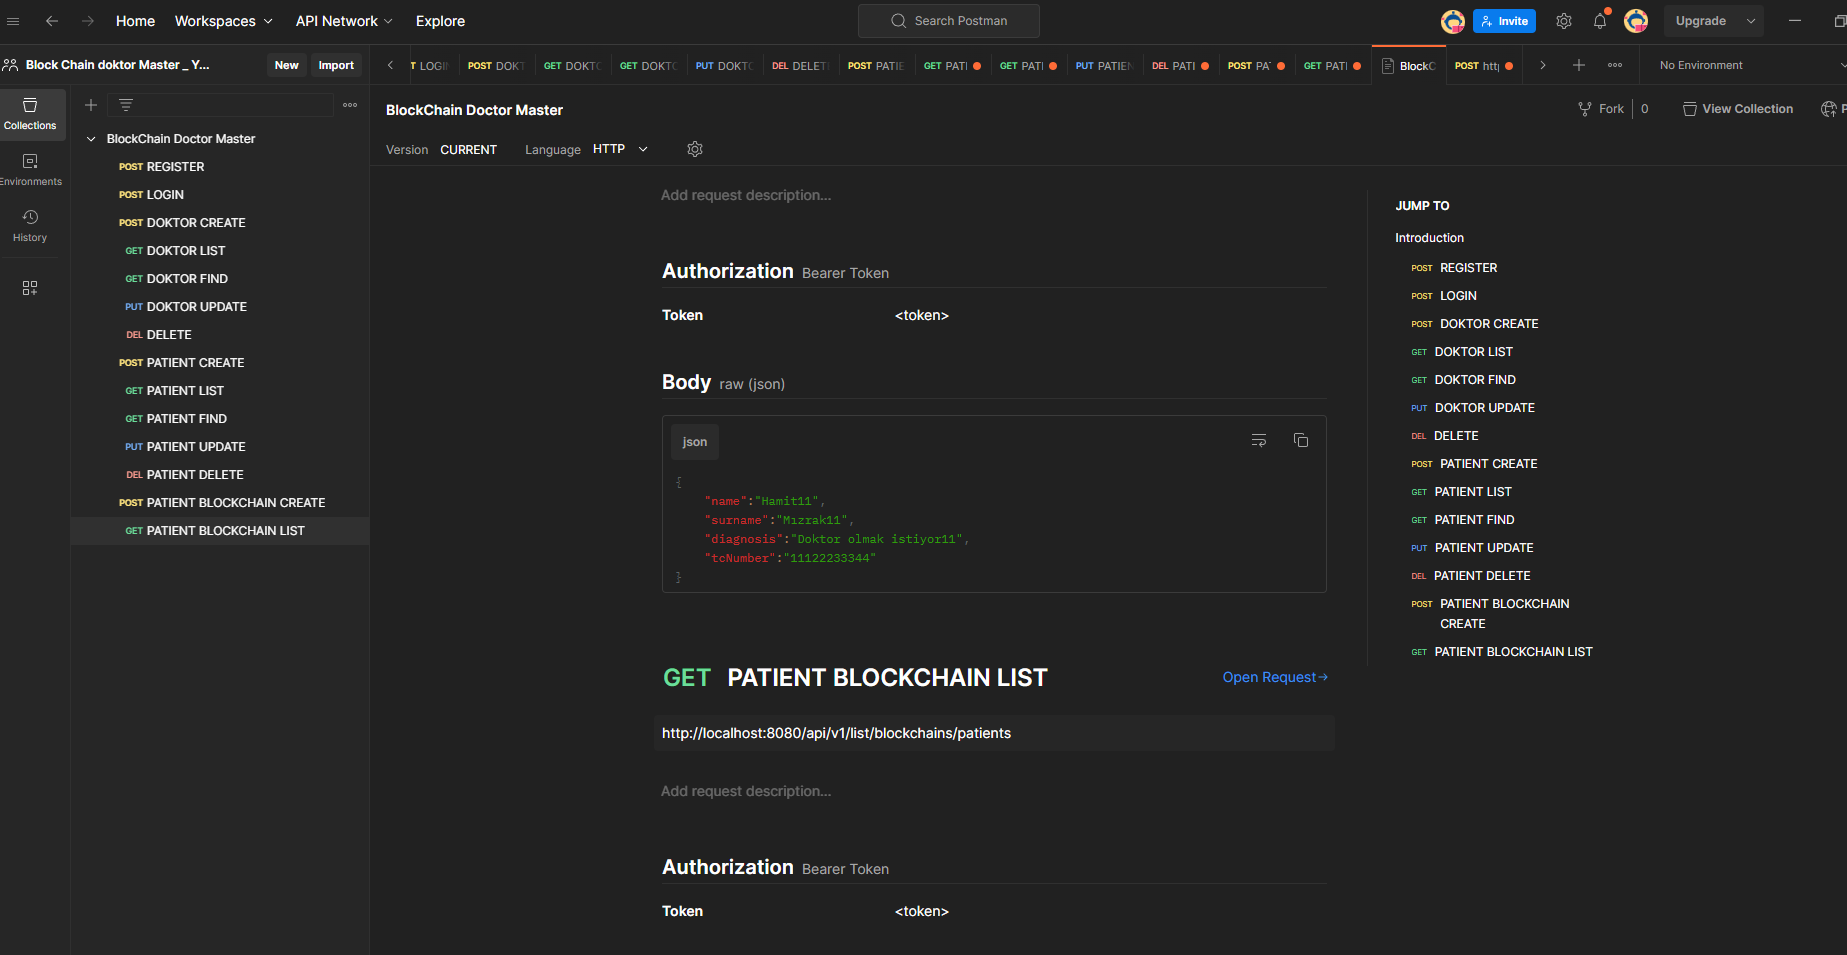 Home Workspaces API Network Explore Search Postman Invite Upgrade
Block Chain doktor Master _ Y... New Import
POST DOKT GET DOKT GET DOKT PUT DOKT DEL DELET POST PATIE GET PATI GET PATI PUT PATIEN DEL PATI POST PA GET PATI BlockC POST htt No Environment
Collections
Environments
History
BlockChain Doctor Master
POST REGISTER
POST LOGIN
POST DOKTOR CREATE
GET DOKTOR LIST
GET DOKTOR FIND
PUT DOKTOR UPDATE
DEL DELETE
POST PATIENT CREATE
GET PATIENT LIST
GET PATIENT FIND
PUT PATIENT UPDATE
DEL PATIENT DELETE
POST PATIENT BLOCKCHAIN CREATE
GET PATIENT BLOCKCHAIN LIST
BlockChain Doctor Master
Fork 0 View Collection
Version CURRENT Language HTTP
Add request description...
Authorization Bearer Token
Token <token>
Body raw (json)
json
{
"name":"Hamit11",
"surname":"Mızrak11",
"diagnosis":"Doktor olmak istiyor11",
"tcNumber":"11122233344"
}
GET PATIENT BLOCKCHAIN LIST Open Request→
http://localhost:8080/api/v1/list/blockchains/patients
Add request description...
Authorization Bearer Token
Token <token>
JUMP TO
Introduction
POST REGISTER
POST LOGIN
POST DOKTOR CREATE
GET DOKTOR LIST
GET DOKTOR FIND
PUT DOKTOR UPDATE
DEL DELETE
POST PATIENT CREATE
GET PATIENT LIST
GET PATIENT FIND
PUT PATIENT UPDATE
DEL PATIENT DELETE
POST PATIENT BLOCKCHAIN
CREATE
GET PATIENT BLOCKCHAIN LIST